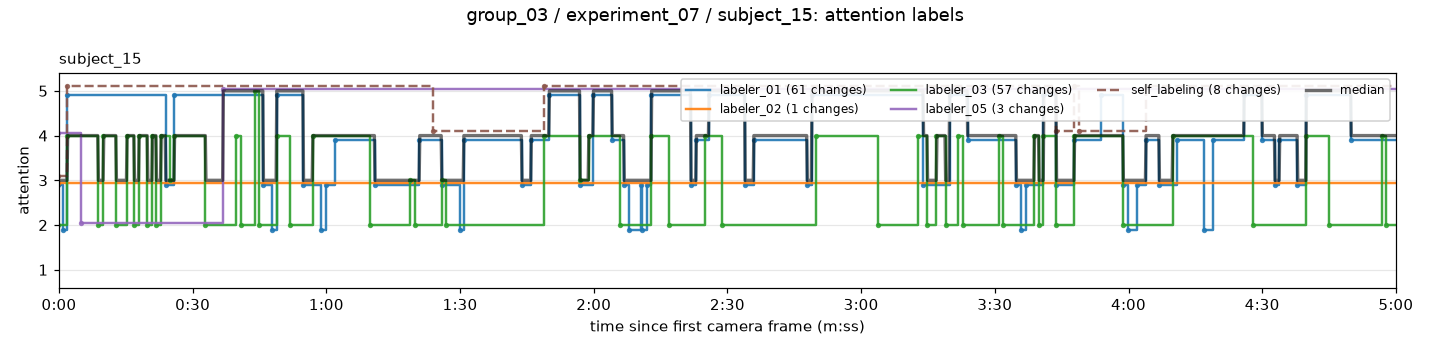 group_03 / experiment_07 / subject_15: attention labels
subject_15
labeler_01 (61 changes)
labeler_02 (1 changes)
labeler_03 (57 changes)
labeler_05 (3 changes)
self_labeling (8 changes)
median
attention
5
4
3
2
1
0:00 0:30 1:00 1:30 2:00 2:30 3:00 3:30 4:00 4:30 5:00
time since first camera frame (m:ss)